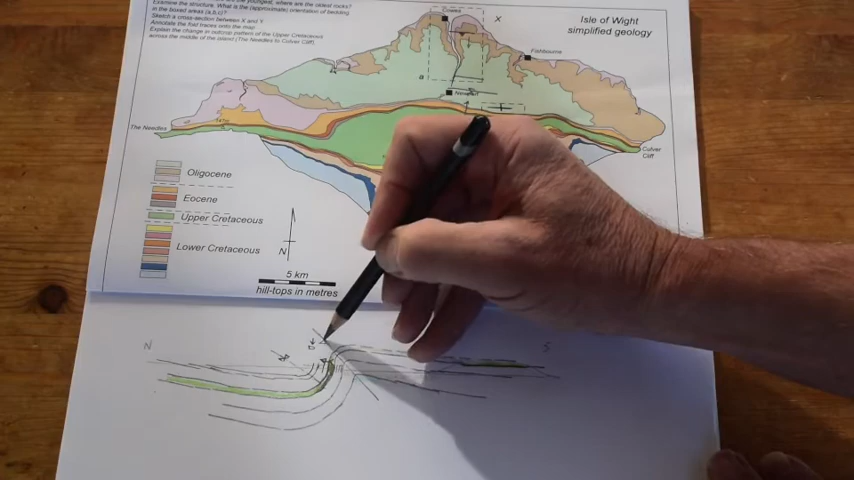 Examine the structure. What is the (approximate) orientation of bedding
in the boxed areas (a,b,c)?
Sketch a cross-section between X and Y
Annotate the fold traces onto the map
Explain the change in outcrop pattern of the Upper Cretaceous
across the middle of the island (The Needles to Culver Cliff).
Isle of Wight
simplified geology
Cowes
X
Fishbourne
a
Newport
The Needles
Culver
Cliff
Oligocene
Eocene
Upper Cretaceous
Lower Cretaceous
N
5 km
hill-tops in metres
N
S